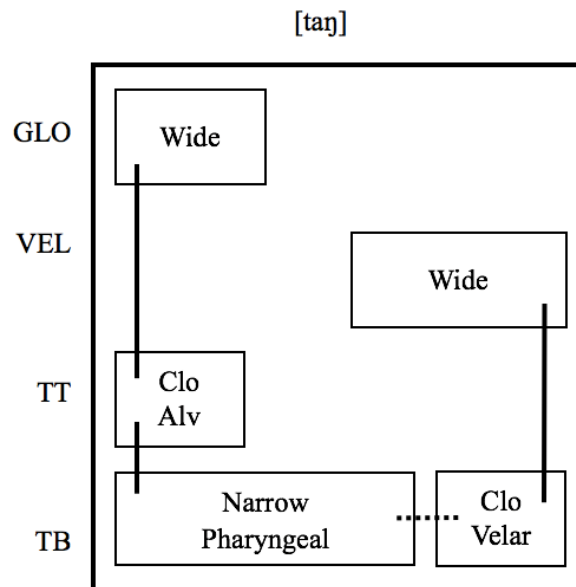 [taŋ]
GLO
Wide
VEL
Wide
TT
Clo
Alv
TB
Narrow
Pharyngeal
Clo
Velar